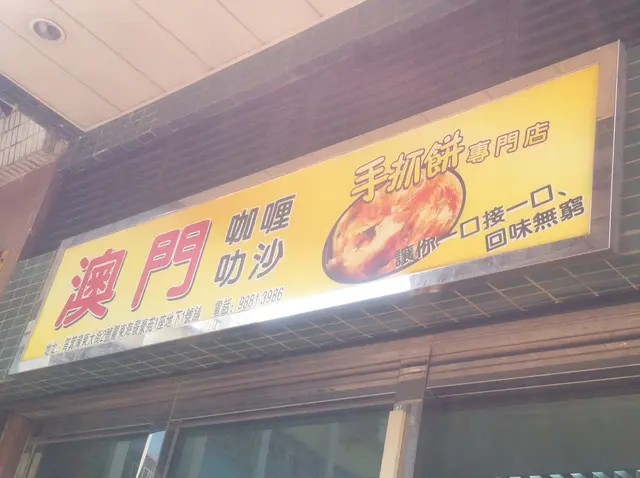 澳門
咖喱
叻沙
手抓餅專門店
讓你一口接一口、
回味無窮
電話：9881 3986